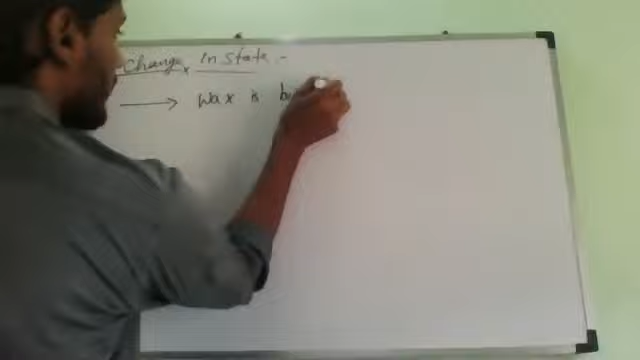 Change in State -
→ Wax is b